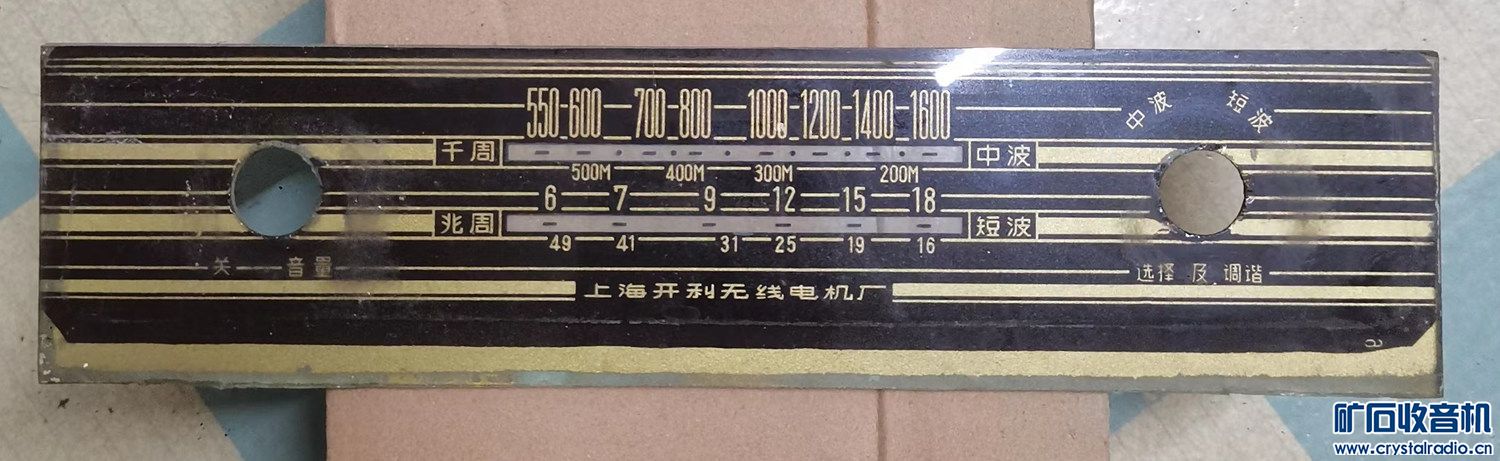 550 600 700 800 1000 1200 1400 1600
中波 短波
千周 中波
500M 400M 300M 200M
6 7 9 12 15 18
兆周 短波
49 41 31 25 19 16
关 音量
选择 及 调谐
上海开利无线电机厂
矿石收音机
www.crystalradio.cn